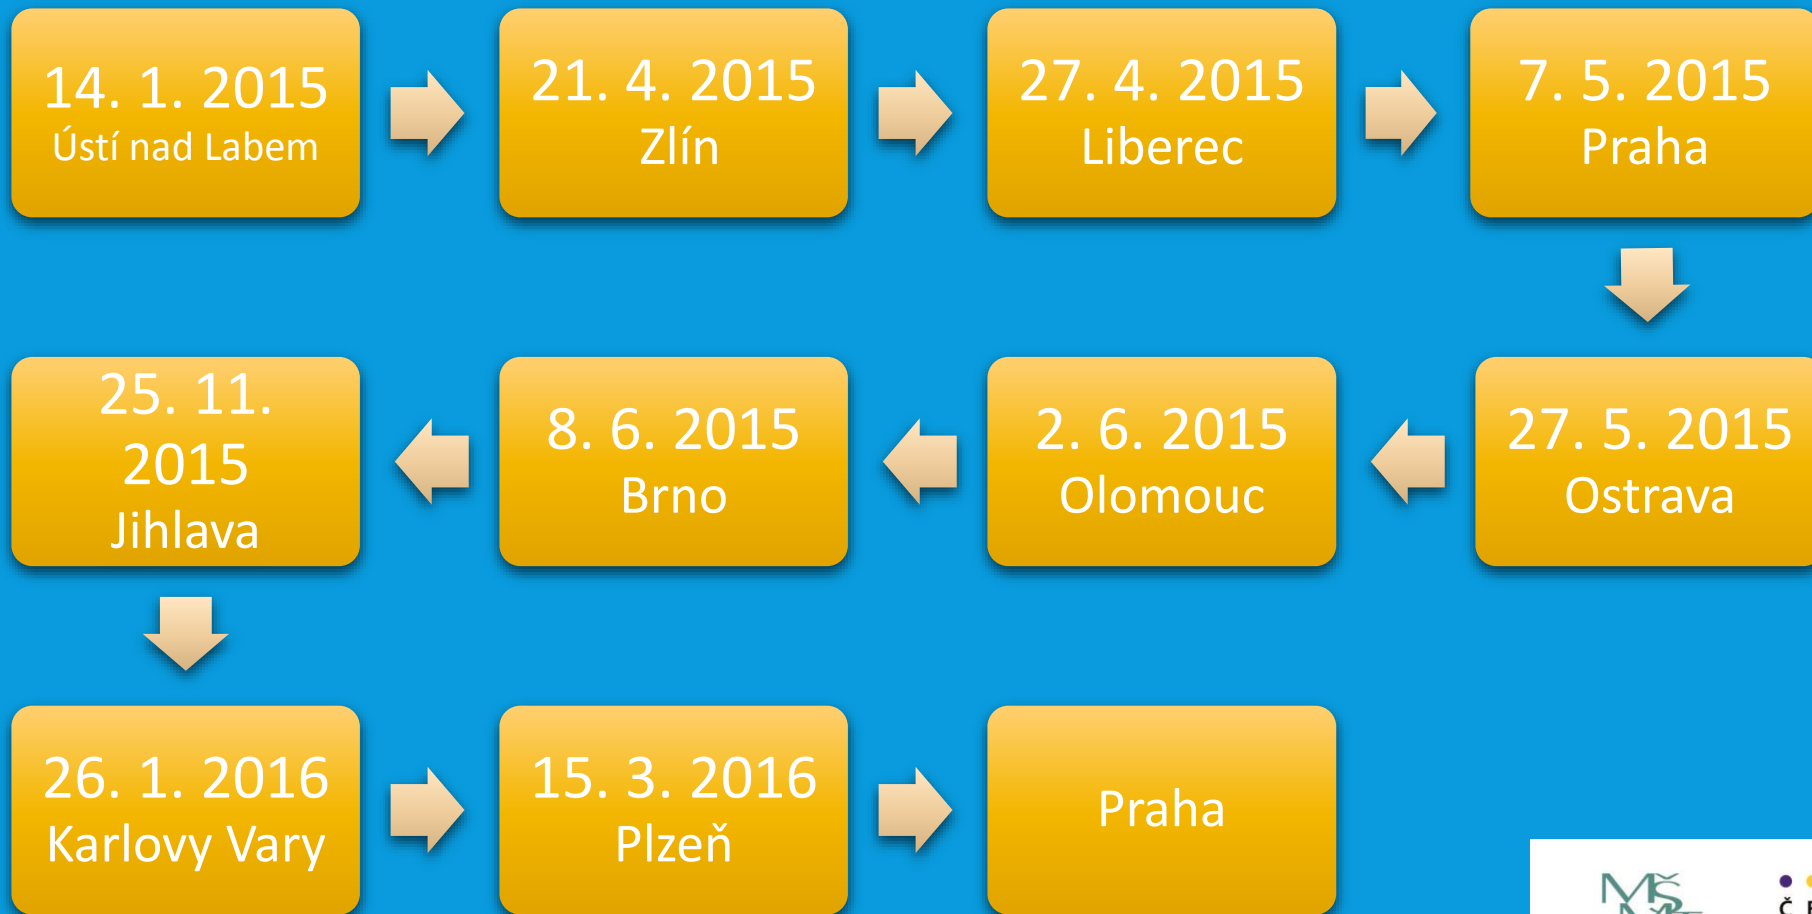 14. 1. 2015
Ústí nad Labem
21. 4. 2015
Zlín
27. 4. 2015
Liberec
7. 5. 2015
Praha
27. 5. 2015
Ostrava
2. 6. 2015
Olomouc
8. 6. 2015
Brno
25. 11.
2015
Jihlava
26. 1. 2016
Karlovy Vary
15. 3. 2016
Plzeň
Praha